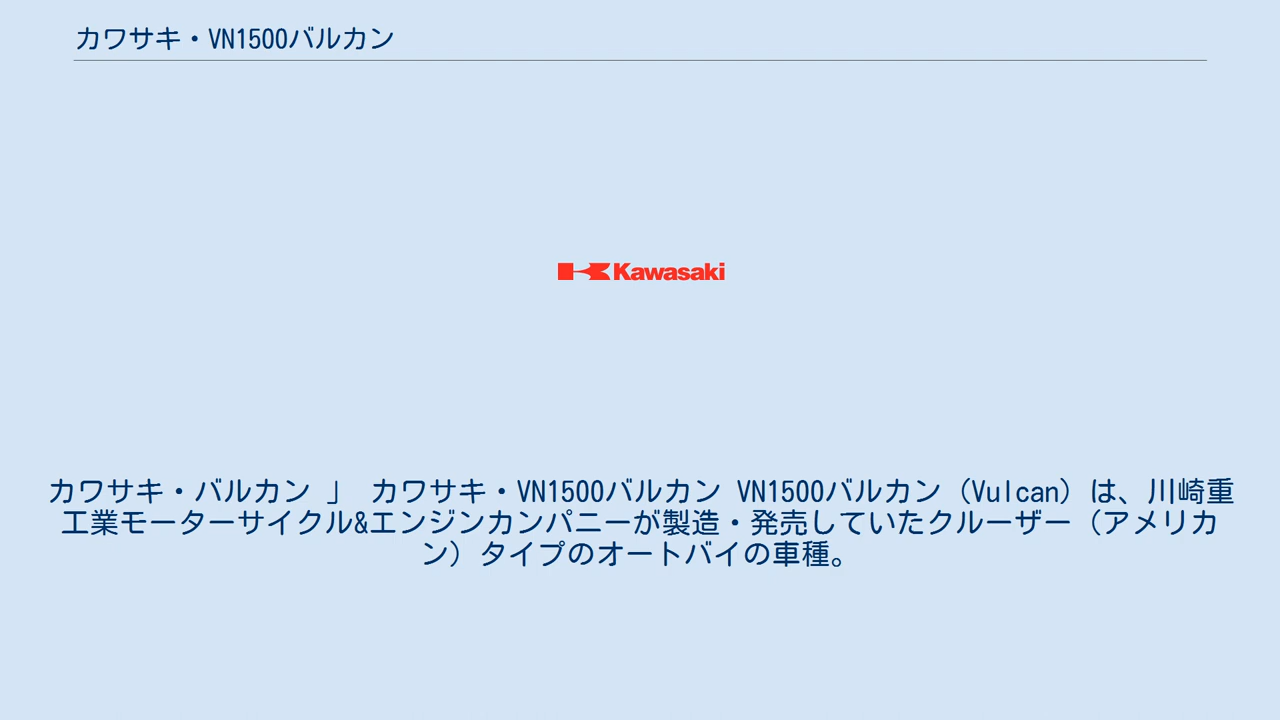 カワサキ・VN1500バルカン
Kawasaki
カワサキ・バルカン 」 カワサキ・VN1500バルカン VN1500バルカン（Vulcan）は、川崎重
工業モーターサイクル&エンジンカンパニーが製造・発売していたクルーザー（アメリカ
ン）タイプのオートバイの車種。